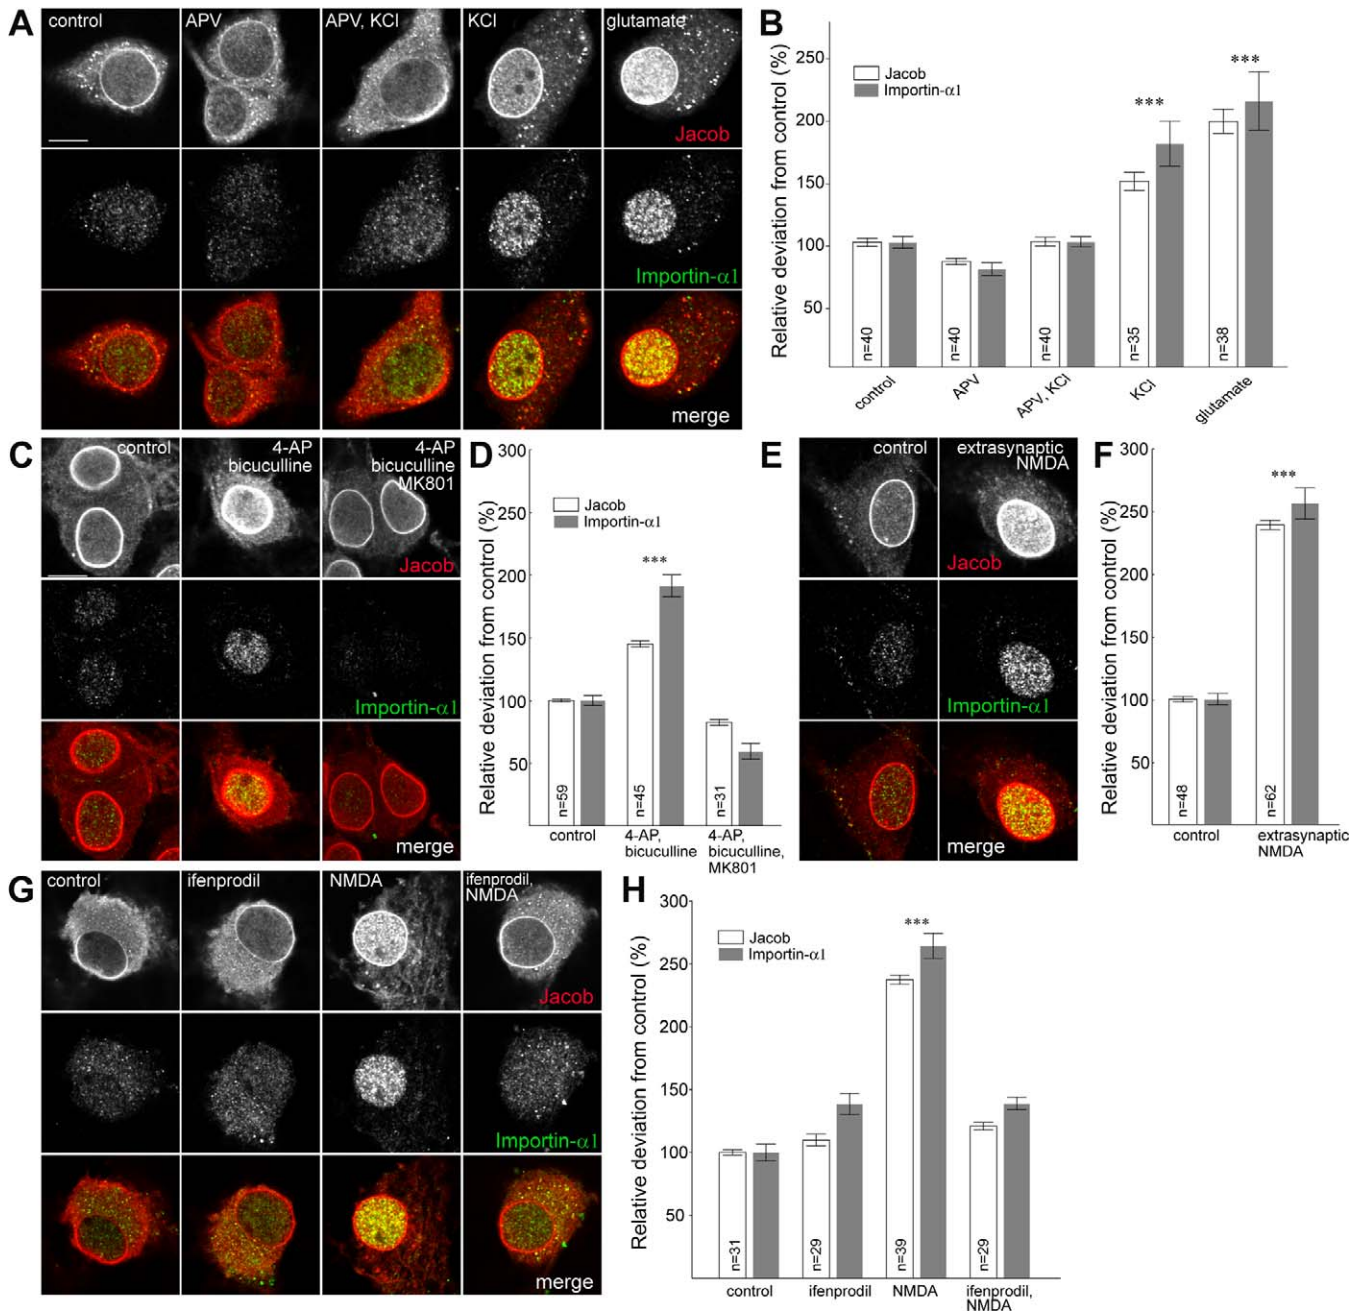 A
control
APV
APV, KCl
KCl
glutamate
Jacob
Importin-α1
merge
B
Relative deviation from control (%)
250
200
150
100
50
Jacob
Importin-α1
***
***
n=40
n=40
n=40
n=35
n=38
control
APV
APV, KCl
KCl
glutamate
C
control
4-AP
bicuculline
4-AP
bicuculline
MK801
Jacob
Importin-α1
merge
D
Relative deviation from control (%)
300
250
200
150
100
50
Jacob
Importin-α1
***
n=59
n=45
n=31
control
4-AP,
bicuculline
4-AP,
bicuculline,
MK801
E
control
extrasynaptic
NMDA
Jacob
Importin-α1
merge
F
Relative deviation from control (%)
300
250
200
150
100
50
***
n=48
n=62
control
extrasynaptic
NMDA
G
control
ifenprodil
NMDA
ifenprodil,
NMDA
Jacob
Importin-α1
merge
H
Relative deviation from control (%)
300
250
200
150
100
50
Jacob
Importin-α1
***
n=31
n=29
n=39
n=29
control
ifenprodil
NMDA
ifenprodil,
NMDA